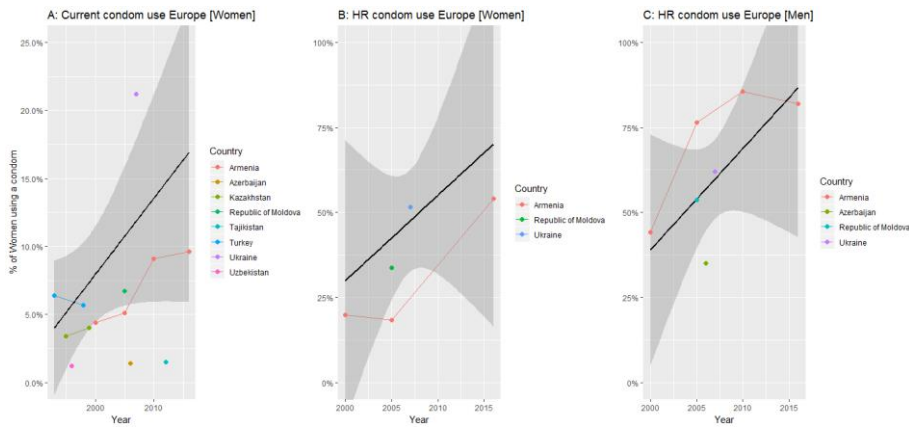 A: Current condom use Europe [Women]
25.0%
20.0%
15.0%
10.0%
5.0%
0.0%
% of Women using a condom
2000
2010
Year
Country
Armenia
Azerbaijan
Kazakhstan
Republic of Moldova
Tajikistan
Turkey
Ukraine
Uzbekistan
B: HR condom use Europe [Women]
100%
75%
50%
25%
0%
2000
2005
2010
2015
Year
Country
Armenia
Republic of Moldova
Ukraine
C: HR condom use Europe [Men]
100%
75%
50%
25%
0%
2000
2005
2010
2015
Year
Country
Armenia
Azerbaijan
Republic of Moldova
Ukraine